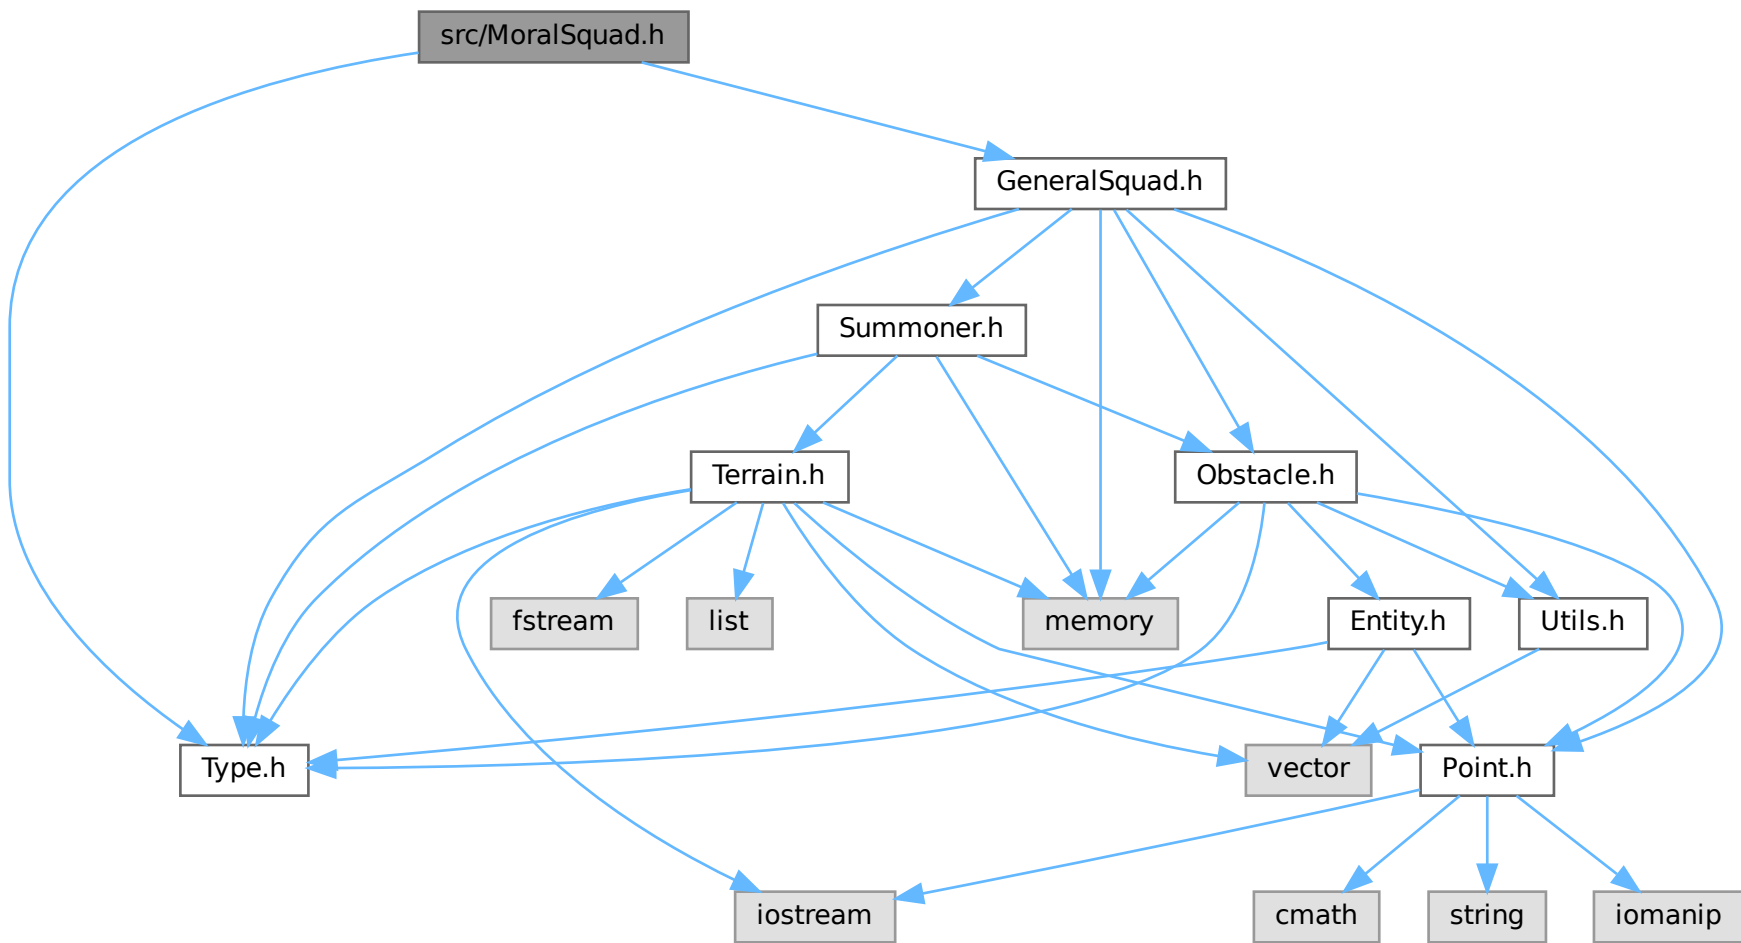 src/MoralSquad.h
GeneralSquad.h
Summoner.h
Terrain.h
Obstacle.h
fstream
list
memory
Entity.h
Utils.h
Type.h
vector
Point.h
iostream
cmath
string
iomanip